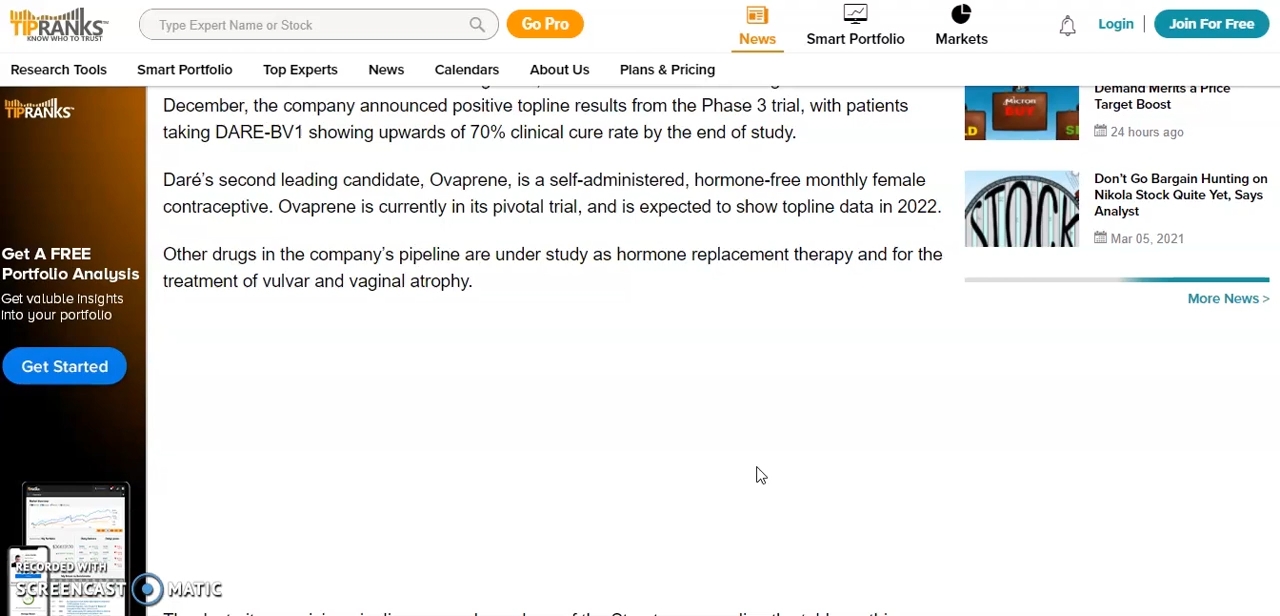 TIPRANKS
KNOW WHO TO TRUST
Type Expert Name or Stock
Go Pro
News
Smart Portfolio
Markets
Login
Join For Free
Research Tools
Smart Portfolio
Top Experts
News
Calendars
About Us
Plans & Pricing
TIPRANKS
Get A FREE
Portfolio Analysis
Get valuble insights
into your portfolio
Get Started
RECORDED WITH
SCREENCAST MATIC
December, the company announced positive topline results from the Phase 3 trial, with patients
taking DARE-BV1 showing upwards of 70% clinical cure rate by the end of study.
Daré’s second leading candidate, Ovaprene, is a self-administered, hormone-free monthly female
contraceptive. Ovaprene is currently in its pivotal trial, and is expected to show topline data in 2022.
Other drugs in the company’s pipeline are under study as hormone replacement therapy and for the
treatment of vulvar and vaginal atrophy.
Micron
BUY
Demand Merits a Price
Target Boost
24 hours ago
STOCK
Don’t Go Bargain Hunting on
Nikola Stock Quite Yet, Says
Analyst
Mar 05, 2021
More News >